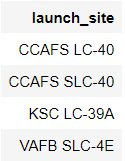 launch_site
CCAFS LC-40
CCAFS SLC-40
KSC LC-39A
VAFB SLC-4E